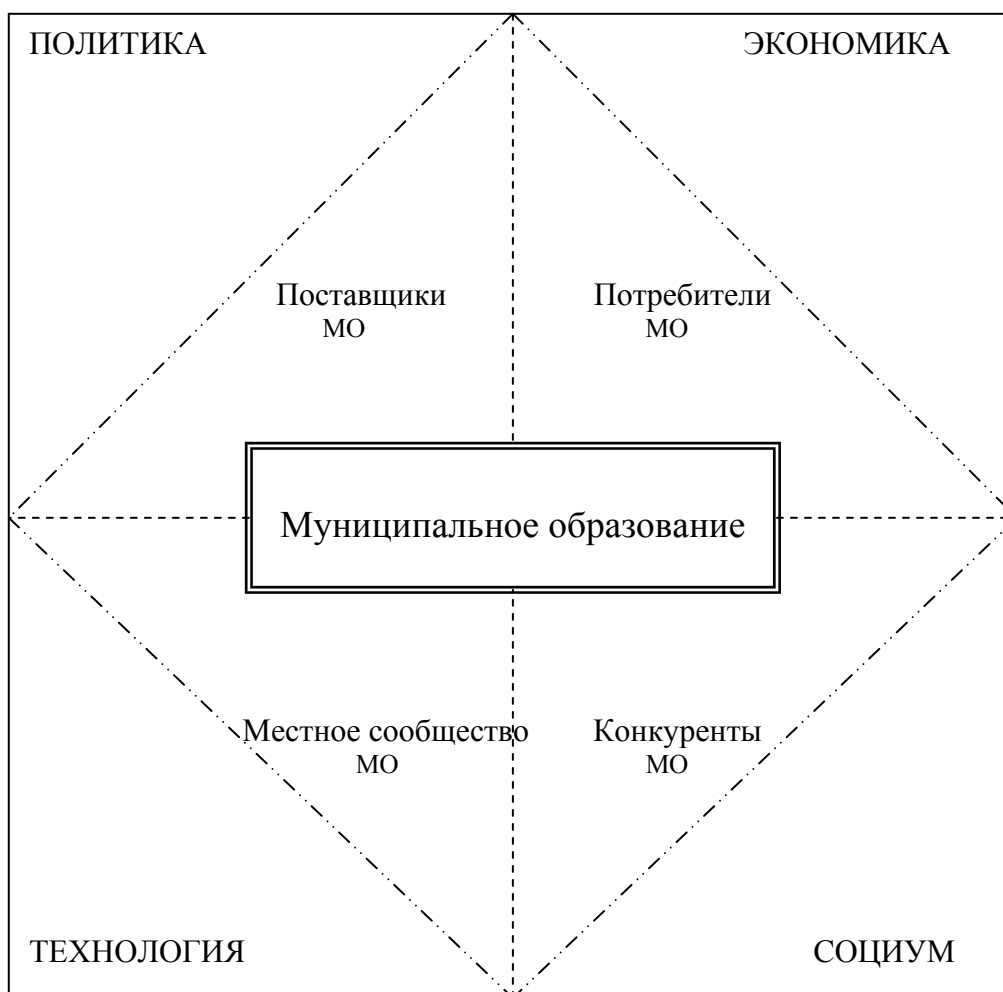 ПОЛИТИКА
ЭКОНОМИКА
Поставщики
МО
Потребители
МО
Муниципальное образование
Местное сообщество
МО
Конкуренты
МО
ТЕХНОЛОГИЯ
СОЦИУМ